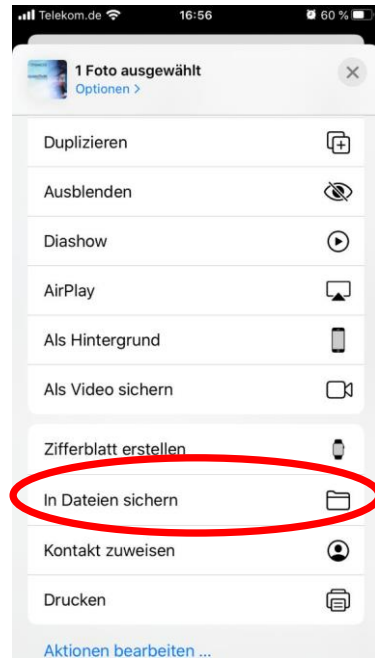 Telekom.de 16:56 60 %
1 Foto ausgewählt
Optionen >
Duplizieren
Ausblenden
Diashow
AirPlay
Als Hintergrund
Als Video sichern
Zifferblatt erstellen
In Dateien sichern
Kontakt zuweisen
Drucken
Aktionen bearbeiten ...